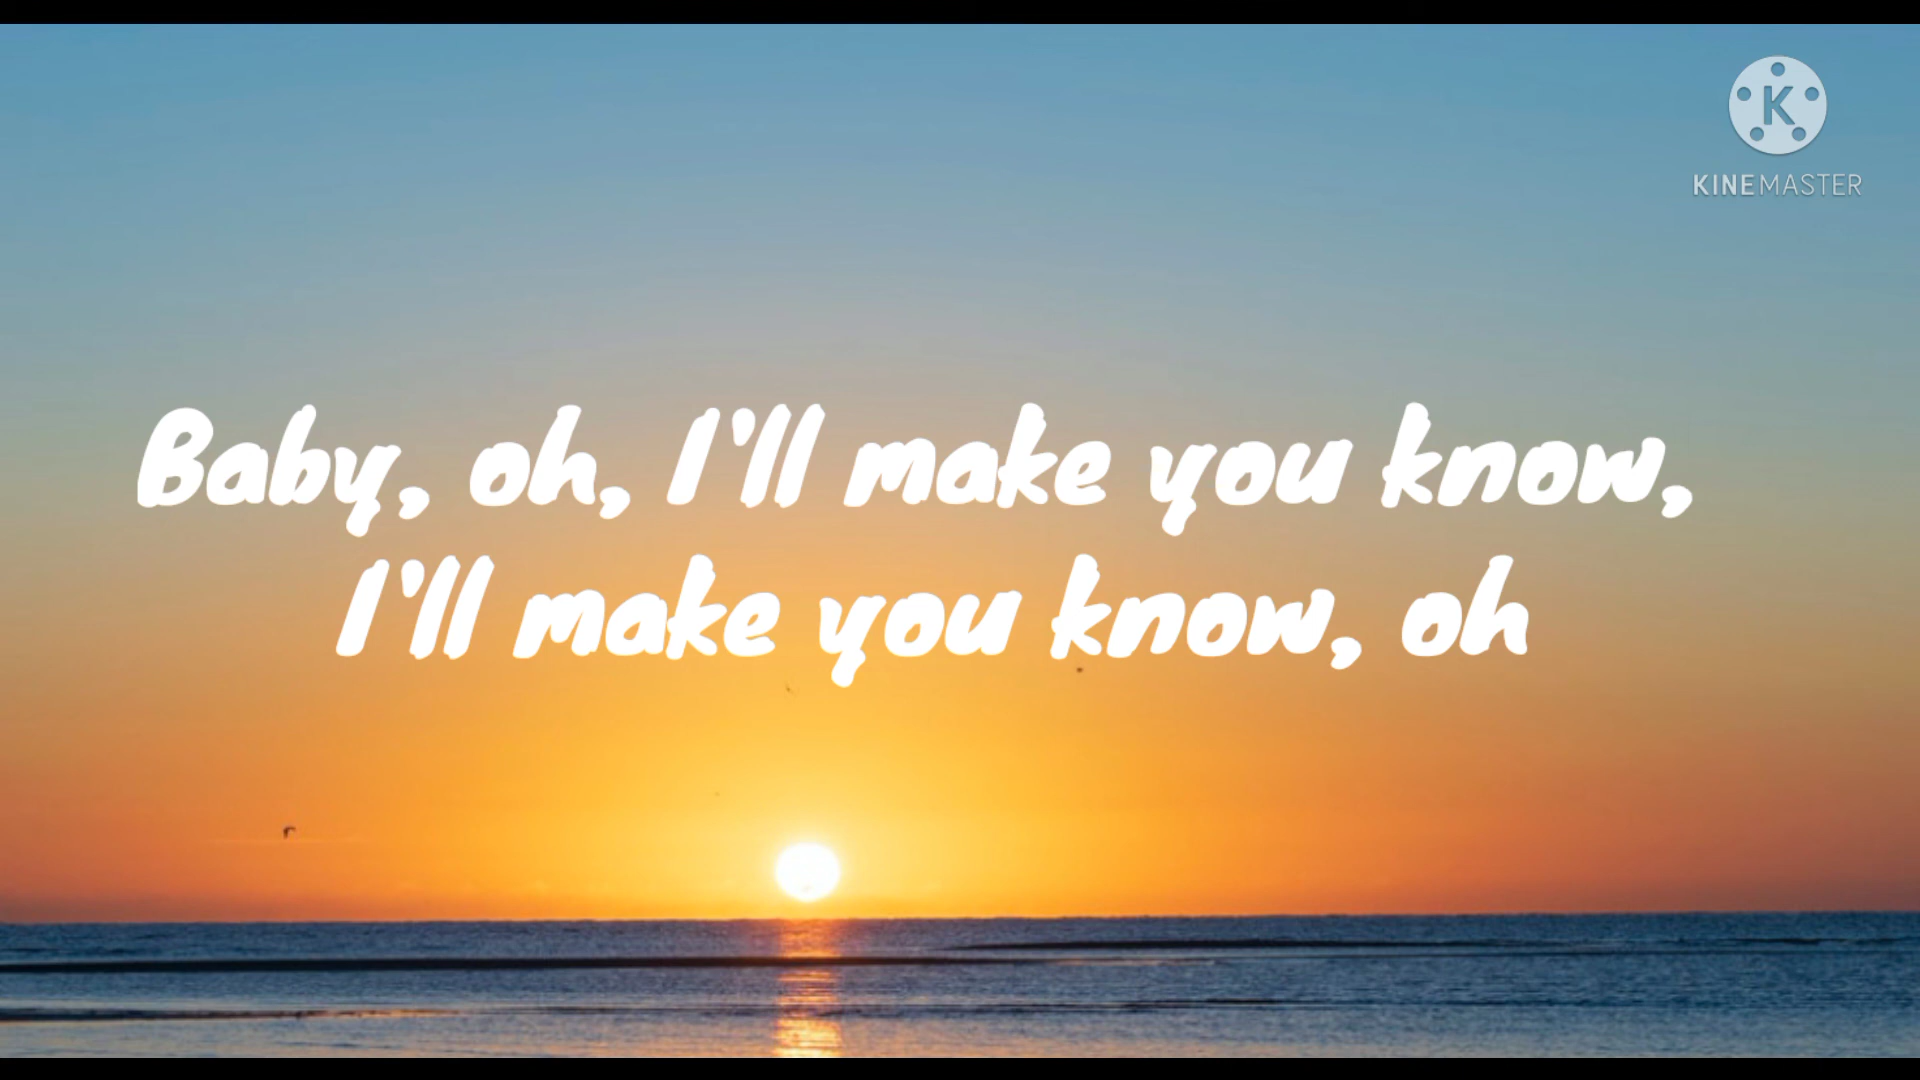 K
KINEMASTER
Baby, oh, I'll make you know,
I'll make you know, oh